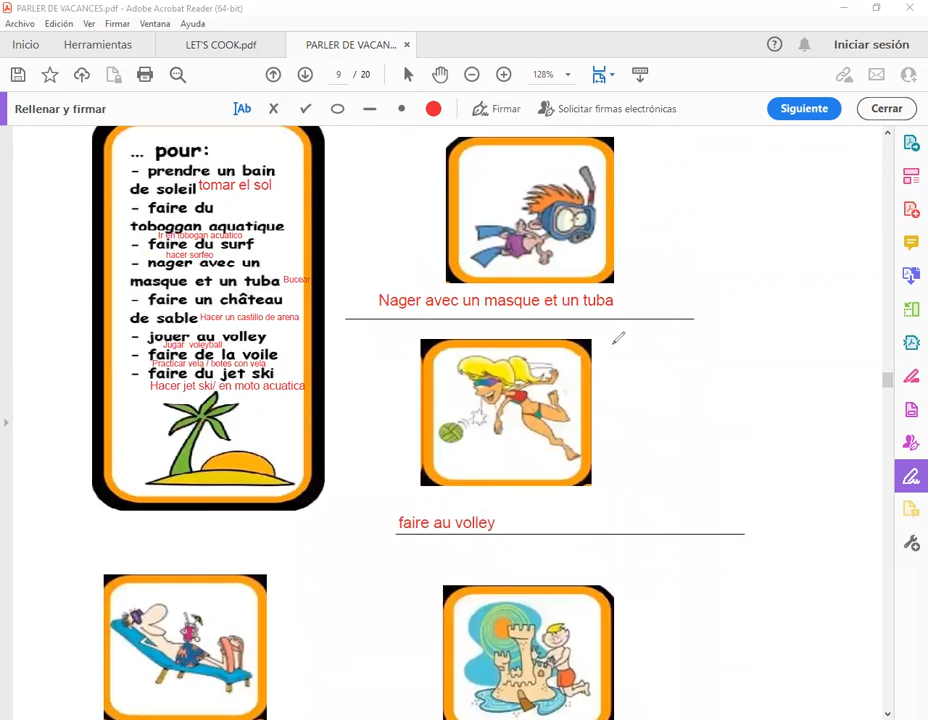 PARLER DE VACANCES.pdf - Adobe Acrobat Reader (64-bit)
Archivo Edición Ver Firmar Ventana Ayuda
Inicio Herramientas LET'S COOK.pdf PARLER DE VACAN... × Iniciar sesión
9 / 20 128%
Rellenar y firmar IAb Firmar Solicitar firmas electrónicas Siguiente Cerrar
... pour:
- prendre un bain
de soleil tomar el sol
- faire du
toboggan aquatique
Ir en tobogan acuatico
- faire du surf
hacer sorfeo
- nager avec un
masque et un tuba Bucear
- faire un château
de sable Hacer un castillo de arena
- jouer au volley
Jugar voleyball
- faire de la voile
Practicar vela / botes con vela
- faire du jet ski
Hacer jet ski/ en moto acuatica
Nager avec un masque et un tuba
faire au volley